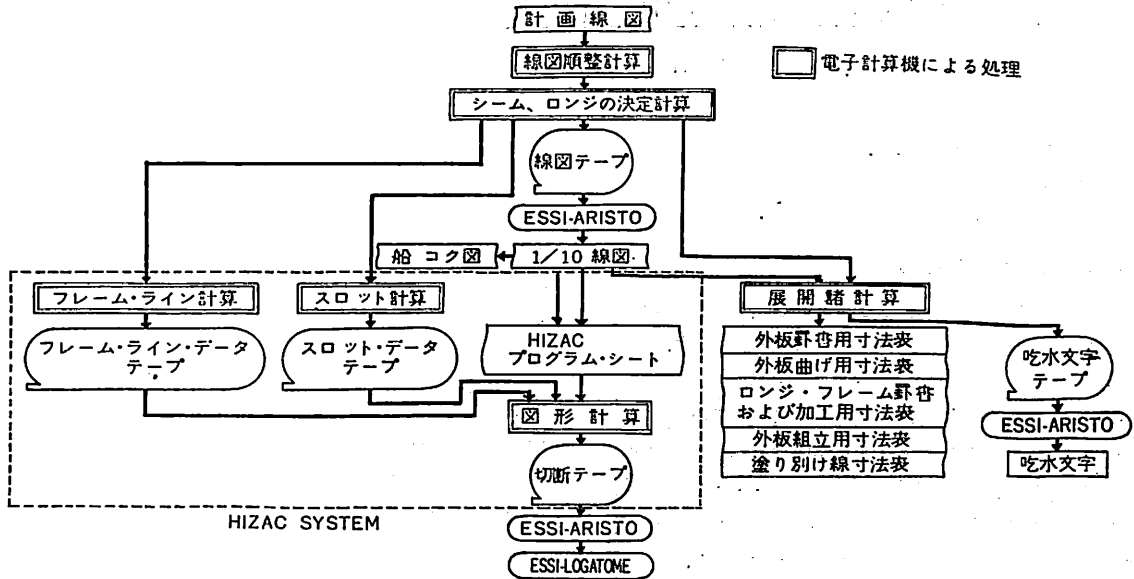 計画線図
線図順整計算
電子計算機による処理
シーム、ロンジの決定計算
線図テープ
ESSI-ARISTO
船コク図
1/10 線図
フレーム・ライン計算
スロット計算
展開諸計算
フレーム・ライン・データ
テープ
スロット・データ
テープ
HIZAC
プログラム・シート
外板罫書用寸法表
外板曲げ用寸法表
ロンジ・フレーム罫書
および加工用寸法表
外板組立用寸法表
塗り別け線寸法表
吃水文字
テープ
図形計算
ESSI-ARISTO
吃水文字
切断テープ
HIZAC SYSTEM
ESSI-ARISTO
ESSI-LOGATOME